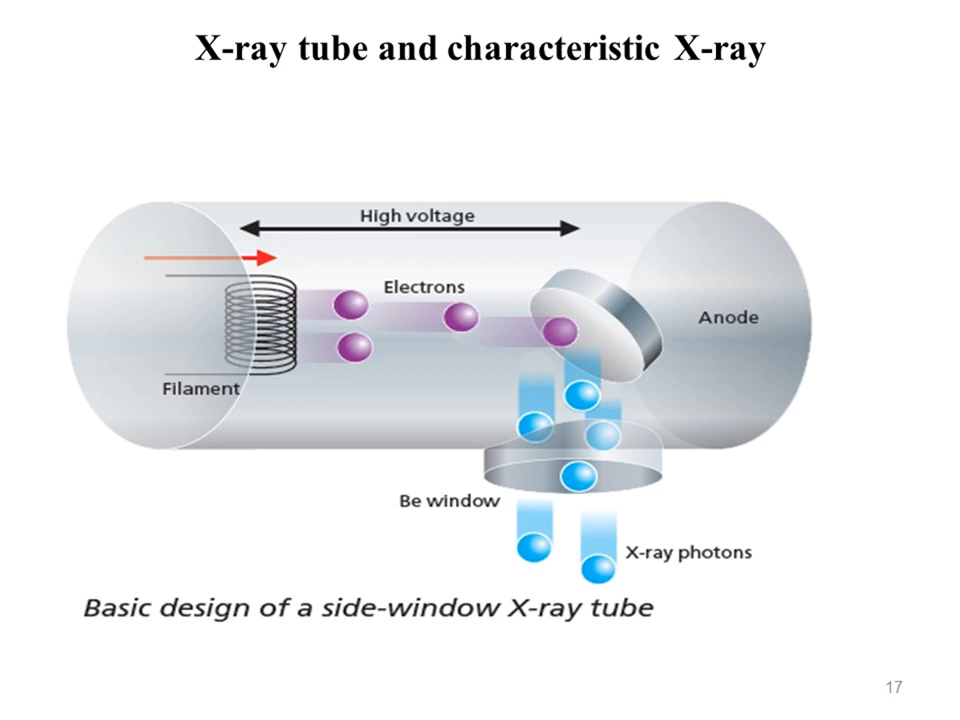 X-ray tube and characteristic X-ray
High voltage
Electrons
Anode
Filament
Be window
X-ray photons
Basic design of a side-window X-ray tube
17